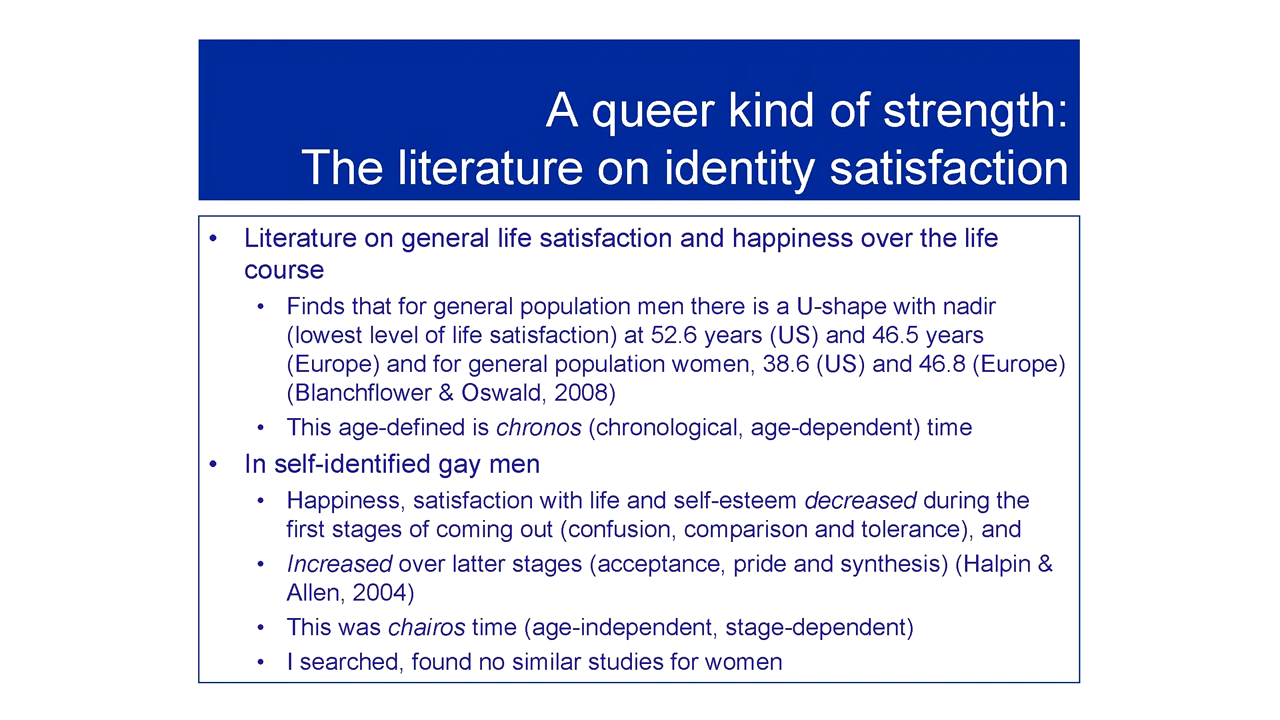 A queer kind of strength:
The literature on identity satisfaction
• Literature on general life satisfaction and happiness over the life
course
• Finds that for general population men there is a U-shape with nadir
(lowest level of life satisfaction) at 52.6 years (US) and 46.5 years
(Europe) and for general population women, 38.6 (US) and 46.8 (Europe)
(Blanchflower & Oswald, 2008)
• This age-defined is chronos (chronological, age-dependent) time
• In self-identified gay men
• Happiness, satisfaction with life and self-esteem decreased during the
first stages of coming out (confusion, comparison and tolerance), and
• Increased over latter stages (acceptance, pride and synthesis) (Halpin &
Allen, 2004)
• This was chairos time (age-independent, stage-dependent)
• I searched, found no similar studies for women